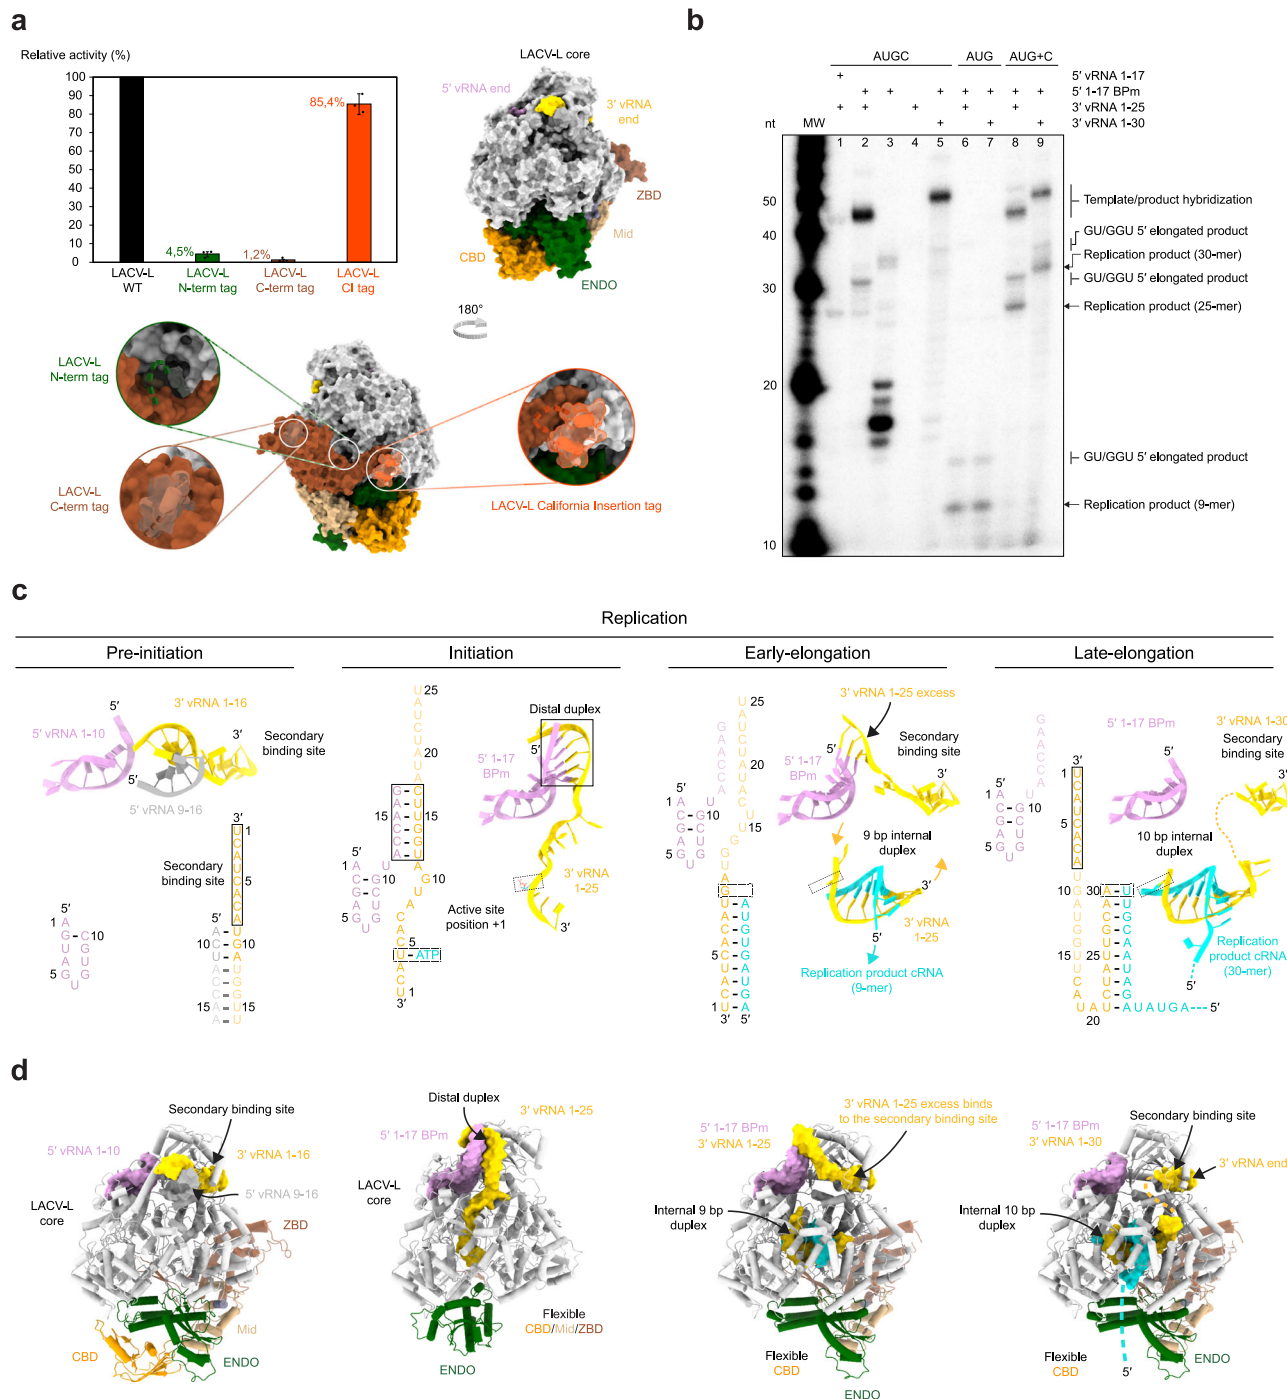 a
Relative activity (%)
100
90
80
70
60
50
40
30
20
10
0
4,5%
1,2%
85,4%
LACV-L
WT
LACV-L
N-term tag
LACV-L
C-term tag
LACV-L
CI tag
LACV-L core
5′ vRNA end
3′ vRNA
end
ZBD
Mid
CBD
ENDO
180°
LACV-L
N-term tag
LACV-L
C-term tag
LACV-L California Insertion tag
b
AUGC AUG AUG+C
+ 5′ vRNA 1-17
+ + + + + + + 5′ 1-17 BPm
+ + + + + 3′ vRNA 1-25
+ + + 3′ vRNA 1-30
nt MW 1 2 3 4 5 6 7 8 9
50
40
30
20
10
Template/product hybridization
GU/GGU 5′ elongated product
Replication product (30-mer)
GU/GGU 5′ elongated product
Replication product (25-mer)
GU/GGU 5′ elongated product
Replication product (9-mer)
c
Replication
Pre-initiation
Initiation
Early-elongation
Late-elongation
5′
3′ vRNA 1-16
5′ vRNA 1-10
3′
Secondary
binding site
5′
5′ vRNA 9-16
3′
Secondary
binding site
25
20
15
10
5
1
3′
5′
Distal duplex
5′ 1-17
BPm
3′ vRNA
1-25
Active site
position +1
ATP
3′
25
20
15
3′ vRNA 1-25 excess
Secondary
binding site
5′ 1-17
BPm
3′
9 bp internal
duplex
3′
3′ vRNA
1-25
5′
Replication product cRNA
(9-mer)
3′ 5′
5′ 1-17 BPm
3′ vRNA 1-30
Secondary
binding site
3′
10 bp internal
duplex
Replication
product cRNA
(30-mer)
5′
AUAUGA 5′
20
d
Secondary binding site
5′ vRNA 1-10
3′ vRNA 1-16
5′ vRNA 9-16
LACV-L
core
ZBD
Mid
CBD
ENDO
Distal duplex
3′ vRNA 1-25
5′ 1-17 BPm
LACV-L
core
Flexible
CBD/Mid/ZBD
ENDO
3′ vRNA 1-25 excess binds
to the secondary binding site
5′ 1-17 BPm
3′ vRNA 1-25
Internal 9 bp
duplex
Flexible
CBD
ENDO
5′ 1-17 BPm
3′ vRNA 1-30
Secondary binding site
3′ vRNA end
Internal 10 bp
duplex
Flexible
CBD
5′
ENDO